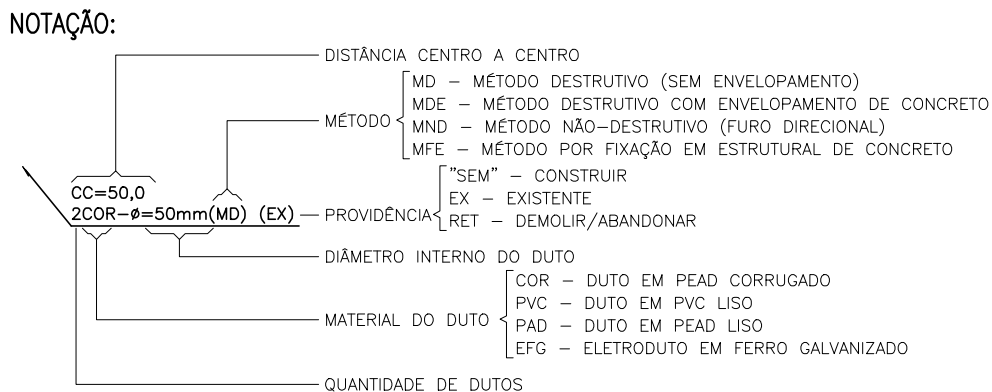 NOTAÇÃO:
DISTÂNCIA CENTRO A CENTRO
MÉTODO
MD – MÉTODO DESTRUTIVO (SEM ENVELOPAMENTO)
MDE – MÉTODO DESTRUTIVO COM ENVELOPAMENTO DE CONCRETO
MND – MÉTODO NÃO–DESTRUTIVO (FURO DIRECIONAL)
MFE – MÉTODO POR FIXAÇÃO EM ESTRUTURAL DE CONCRETO
CC=50,0
2COR–ø=50mm(MD) (EX)
PROVIDÊNCIA
"SEM" – CONSTRUIR
EX – EXISTENTE
RET – DEMOLIR/ABANDONAR
DIÂMETRO INTERNO DO DUTO
MATERIAL DO DUTO
COR – DUTO EM PEAD CORRUGADO
PVC – DUTO EM PVC LISO
PAD – DUTO EM PEAD LISO
EFG – ELETRODUTO EM FERRO GALVANIZADO
QUANTIDADE DE DUTOS